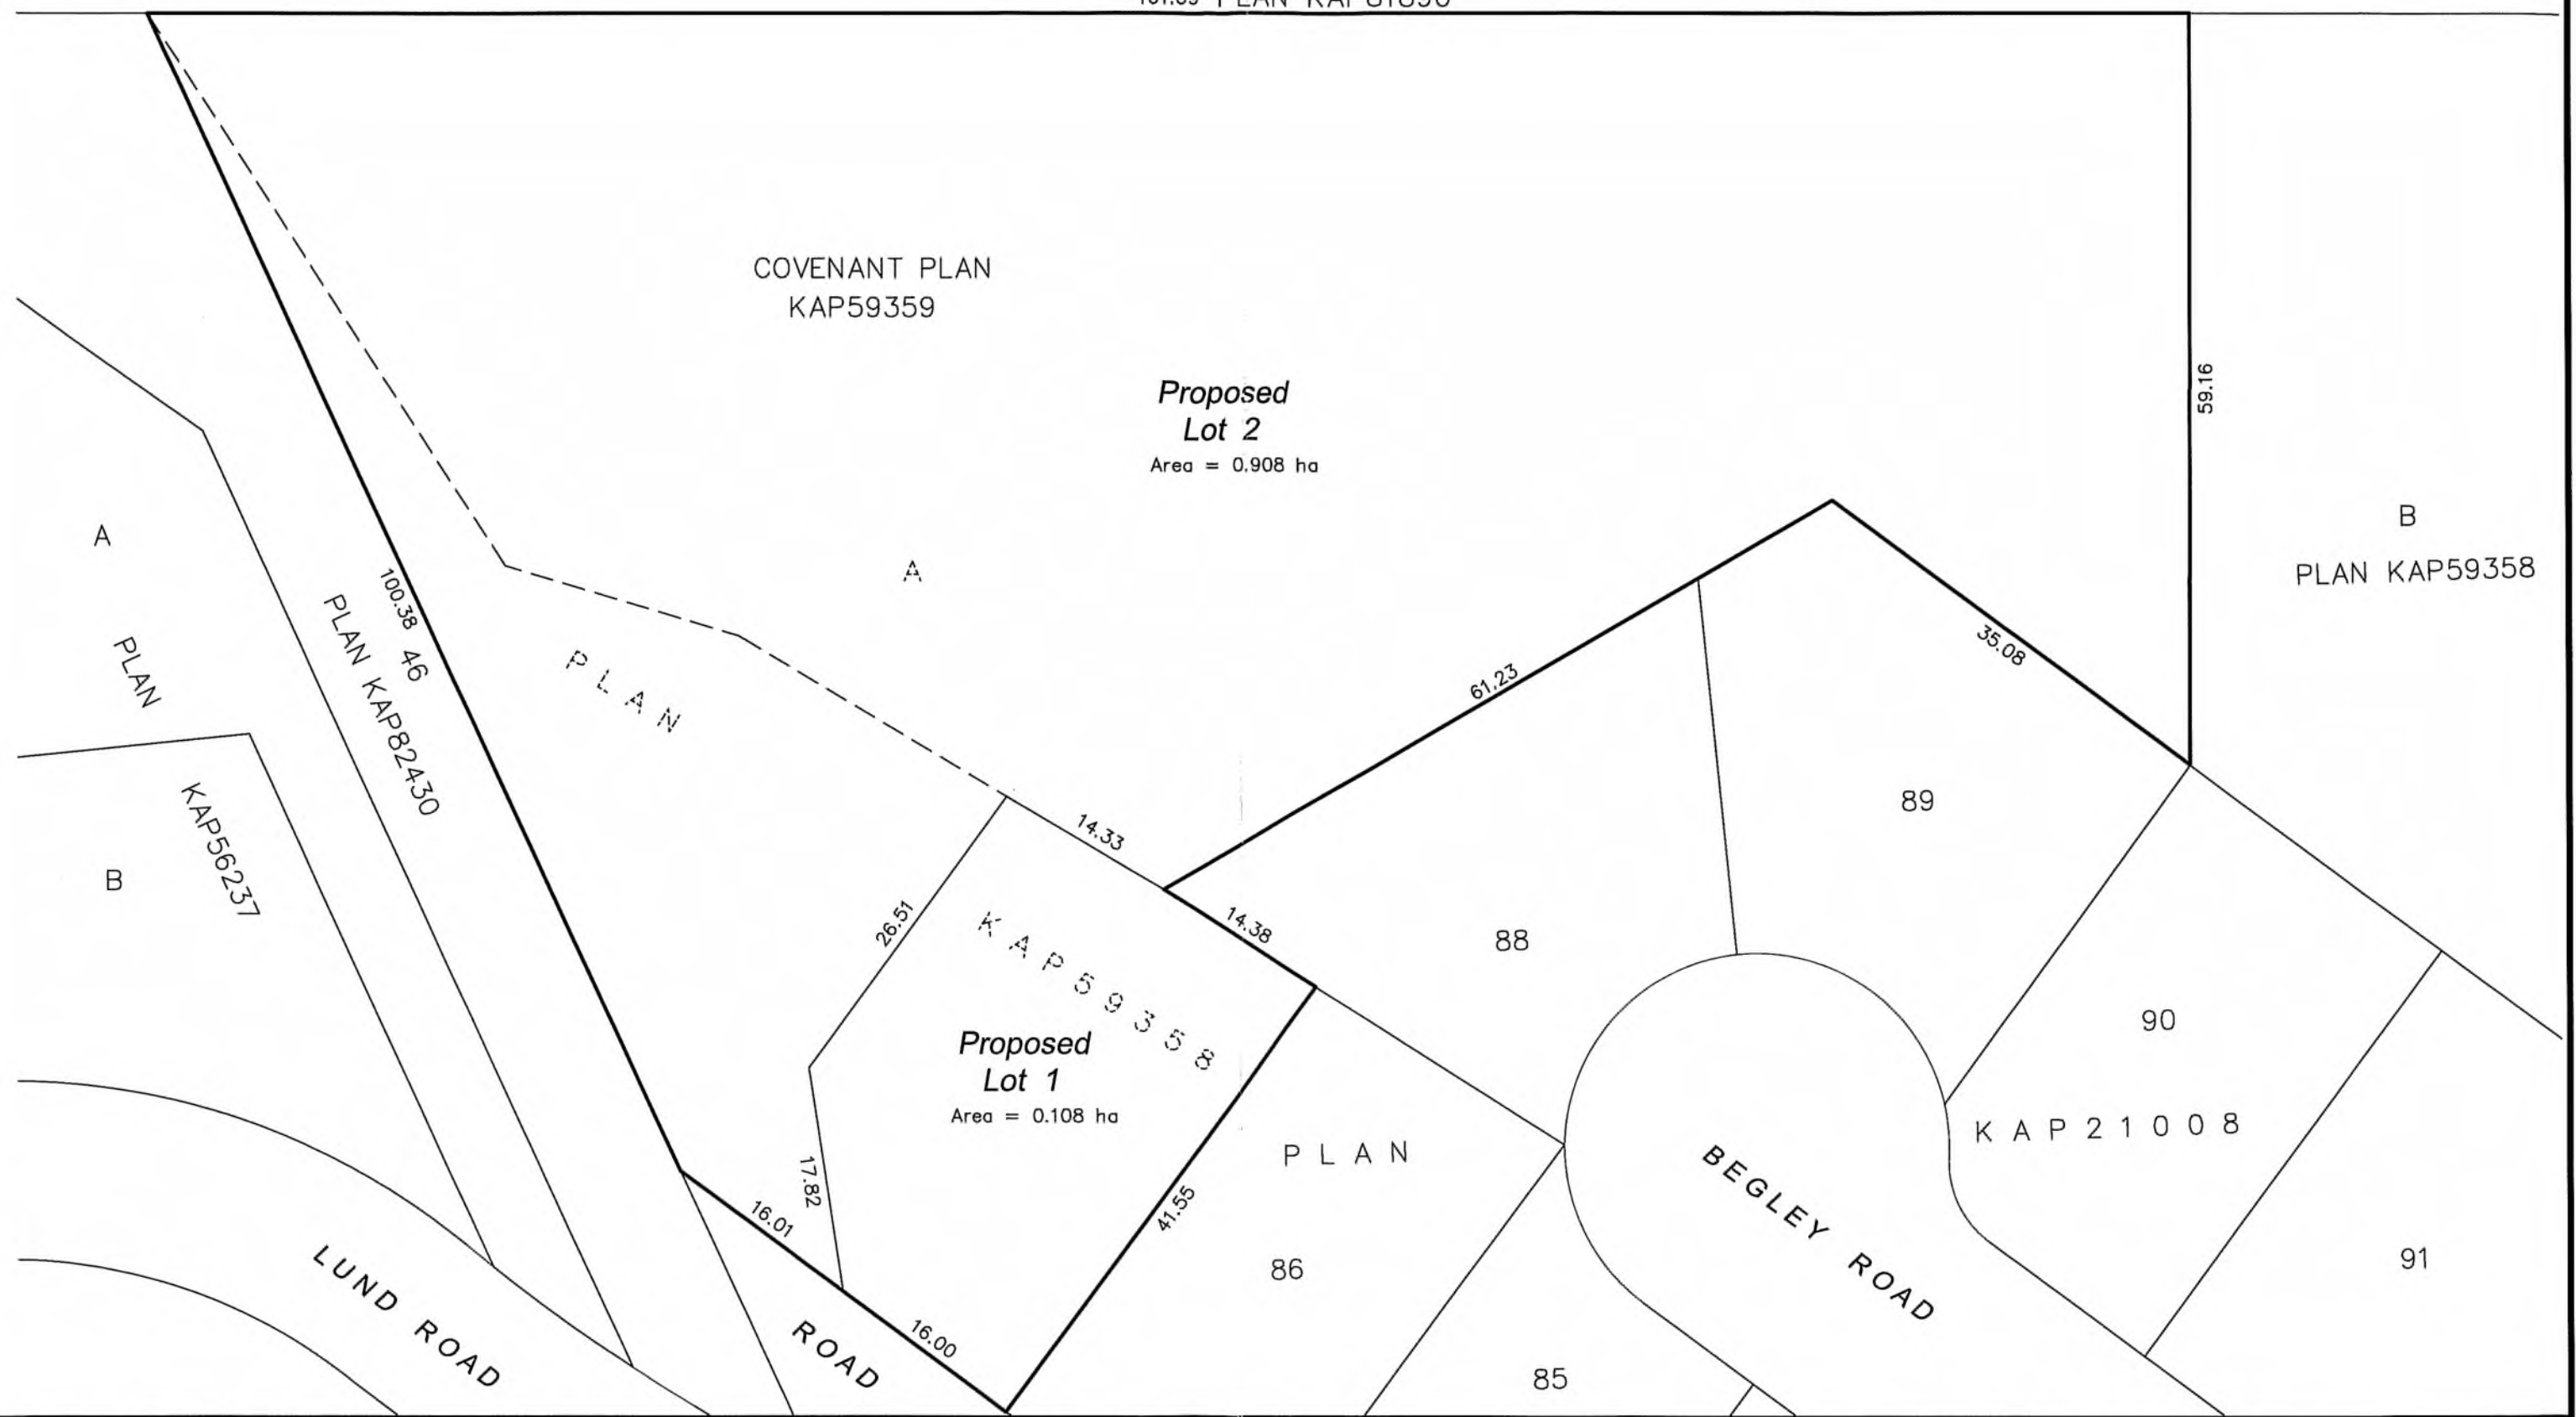 COVENANT PLAN
KAP59359
Proposed
Lot 2
Area = 0.908 ha
59.16
B
PLAN KAP59358
A
PLAN
KAP56237
B
100.38
46
PLAN KAP82430
A
PLAN
KAP59358
61.23
35.08
14.33
14.38
26.51
17.82
Proposed
Lot 1
Area = 0.108 ha
41.55
16.01
16.00
88
89
90
91
PLAN
KAP21008
86
85
BEGLEY ROAD
LUND ROAD
ROAD